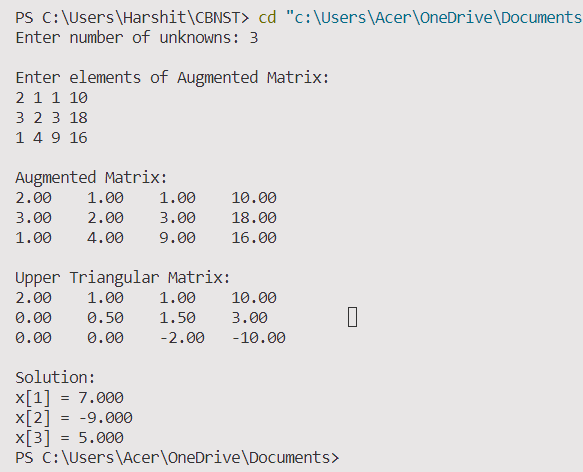 PS C:\Users\Harshit\CBNST> cd "c:\Users\Acer\OneDrive\Documents
Enter number of unknowns: 3
Enter elements of Augmented Matrix:
2 1 1 10
3 2 3 18
1 4 9 16
Augmented Matrix:
2.00 1.00 1.00 10.00
3.00 2.00 3.00 18.00
1.00 4.00 9.00 16.00
Upper Triangular Matrix:
2.00 1.00 1.00 10.00
0.00 0.50 1.50 3.00
0.00 0.00 -2.00 -10.00
Solution:
x[1] = 7.000
x[2] = -9.000
x[3] = 5.000
PS C:\Users\Acer\OneDrive\Documents>